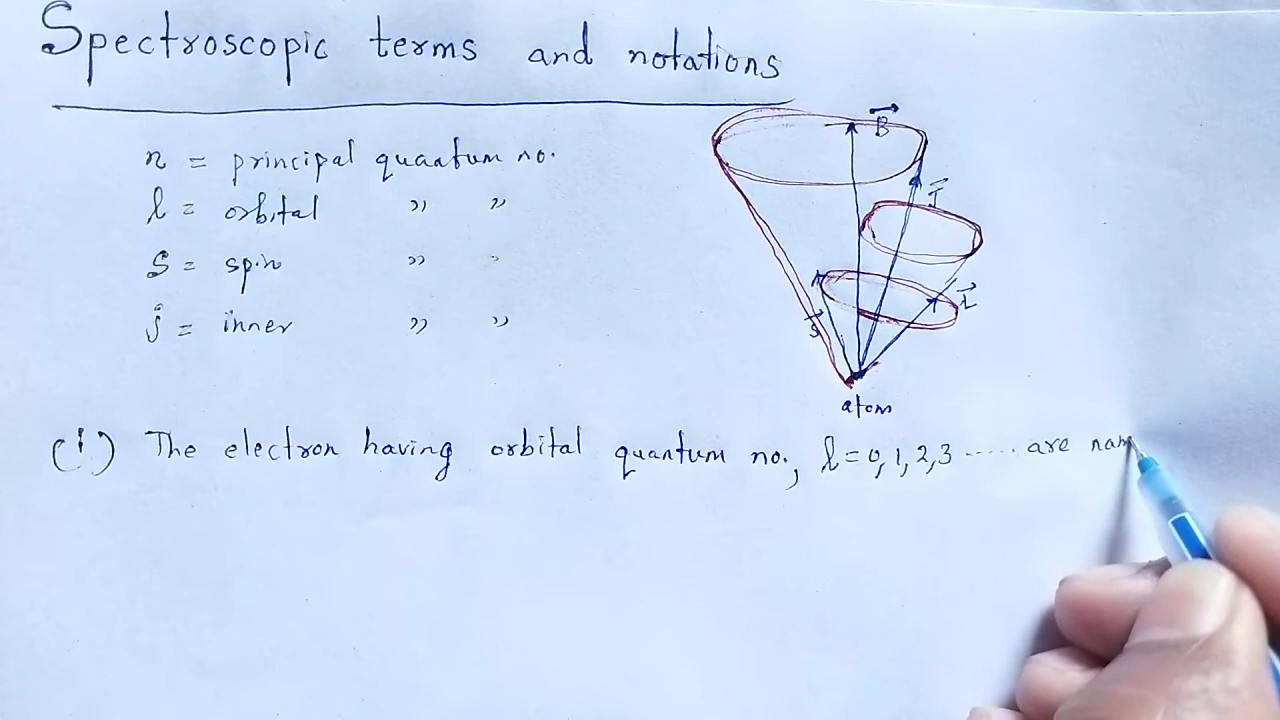 Spectroscopic terms and notations
n = principal quantum no.
l = orbital " "
S = spin " "
j = inner " "
B
J
L
S
atom
(i) The electron having orbital quantum no., l = 0, 1, 2, 3 ..... are nam